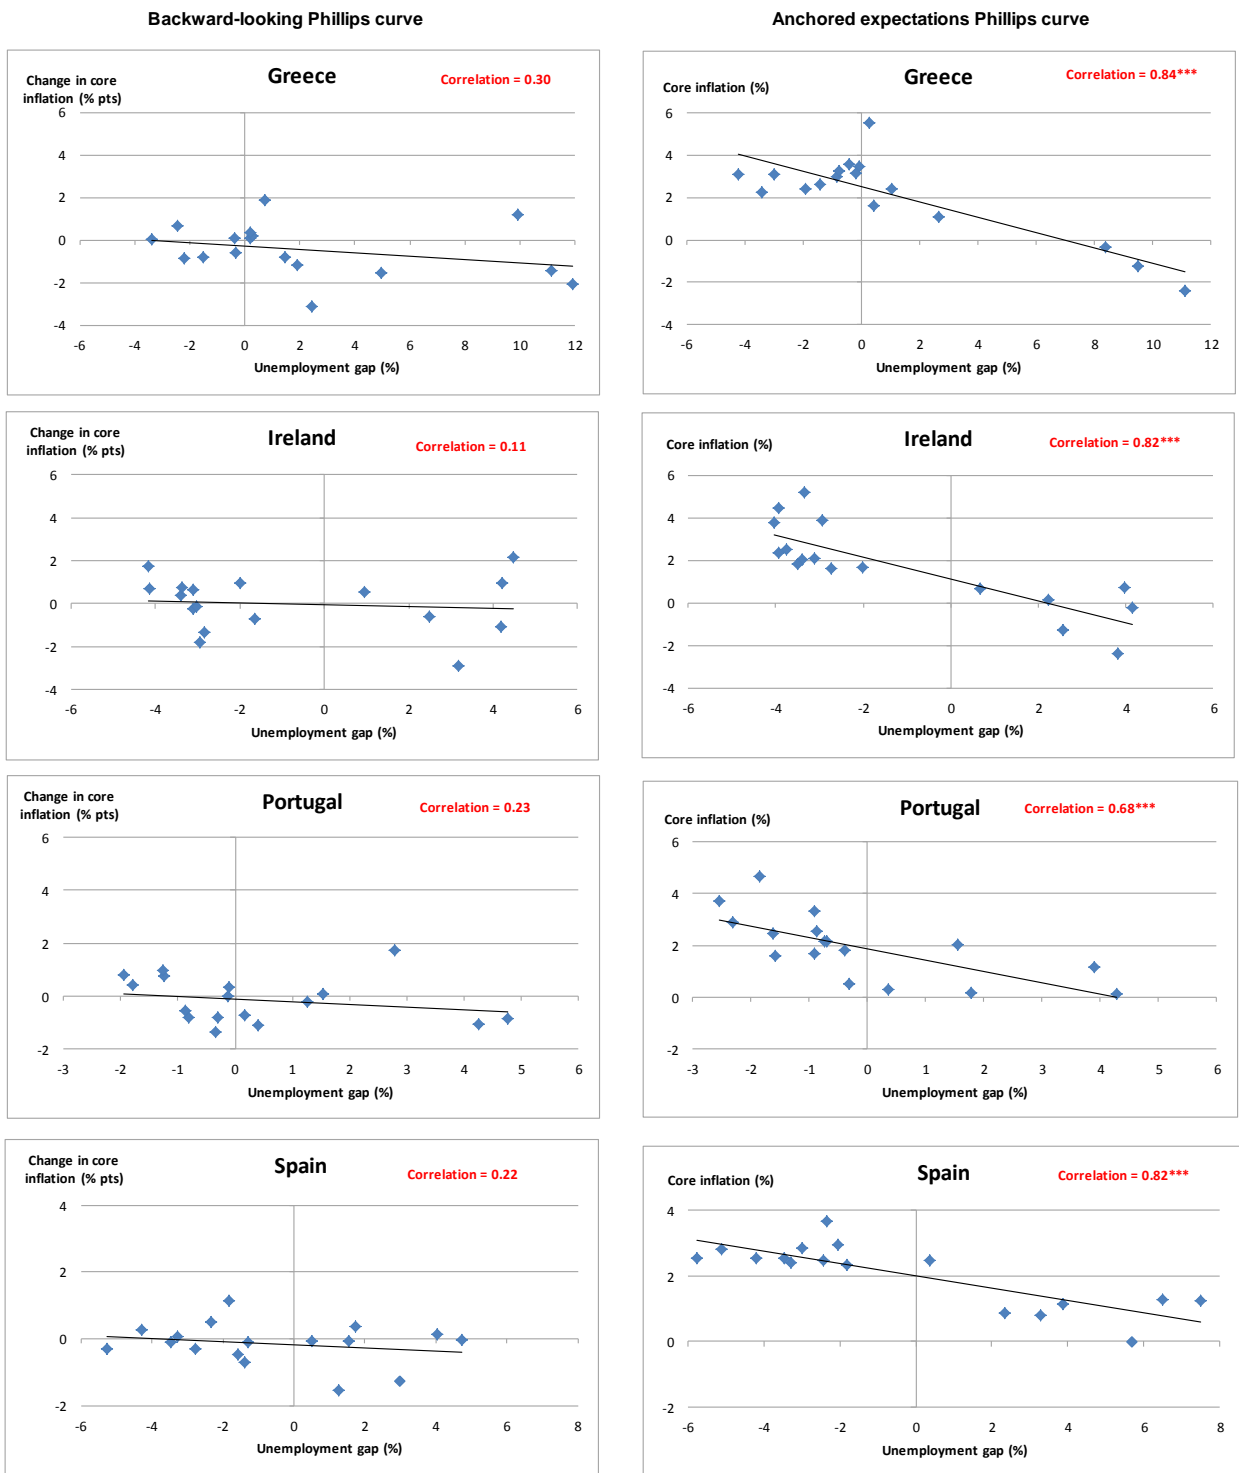 Backward-looking Phillips curve
Anchored expectations Phillips curve
Change in core
inflation (% pts)
Greece
Correlation = 0.30
6
4
2
0
-2
-4
-6
-4
-2
0
2
4
6
8
10
12
Unemployment gap (%)
Core inflation (%)
Greece
Correlation = 0.84***
6
4
2
0
-2
-4
-6
-4
-2
0
2
4
6
8
10
12
Unemployment gap (%)
Change in core
inflation (% pts)
Ireland
Correlation = 0.11
6
4
2
0
-2
-4
-6
-4
-2
0
2
4
6
Unemployment gap (%)
Core inflation (%)
Ireland
Correlation = 0.82***
6
4
2
0
-2
-4
-6
-4
-2
0
2
4
6
Unemployment gap (%)
Change in core
inflation (% pts)
Portugal
Correlation = 0.23
6
4
2
0
-2
-3
-2
-1
0
1
2
3
4
5
6
Unemployment gap (%)
Core inflation (%)
Portugal
Correlation = 0.68***
6
4
2
0
-2
-3
-2
-1
0
1
2
3
4
5
6
Unemployment gap (%)
Change in core
inflation (% pts)
Spain
Correlation = 0.22
4
2
0
-2
-6
-4
-2
0
2
4
6
8
Unemployment gap (%)
Core inflation (%)
Spain
Correlation = 0.82***
4
2
0
-2
-6
-4
-2
0
2
4
6
8
Unemployment gap (%)